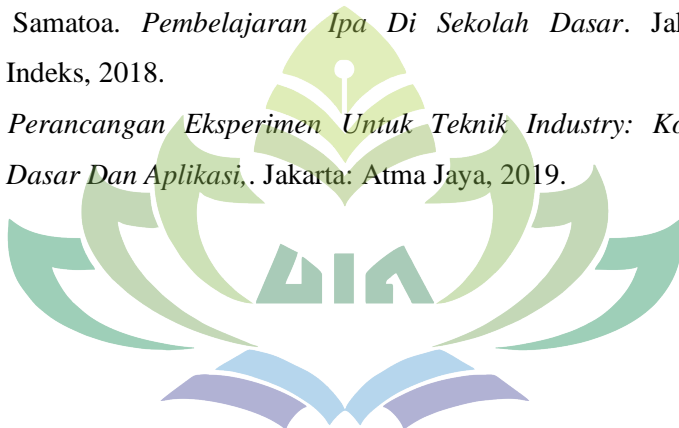 Samatoa. Pembelajaran Ipa Di Sekolah Dasar. Jak
Indeks, 2018.
Perancangan Eksperimen Untuk Teknik Industry: Ko
Dasar Dan Aplikasi,. Jakarta: Atma Jaya, 2019.
UIN